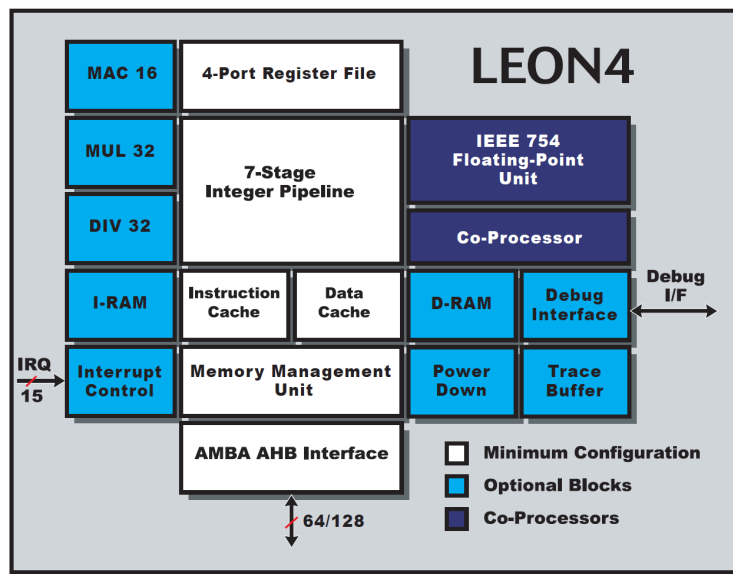 LEON4
MAC 16
4-Port Register File
MUL 32
7-Stage
Integer Pipeline
IEEE 754
Floating-Point
Unit
DIV 32
Co-Processor
I-RAM
Instruction
Cache
Data
Cache
D-RAM
Debug
Interface
Debug
I/F
IRQ
15
Interrupt
Control
Memory Management
Unit
Power
Down
Trace
Buffer
AMBA AHB Interface
64/128
Minimum Configuration
Optional Blocks
Co-Processors